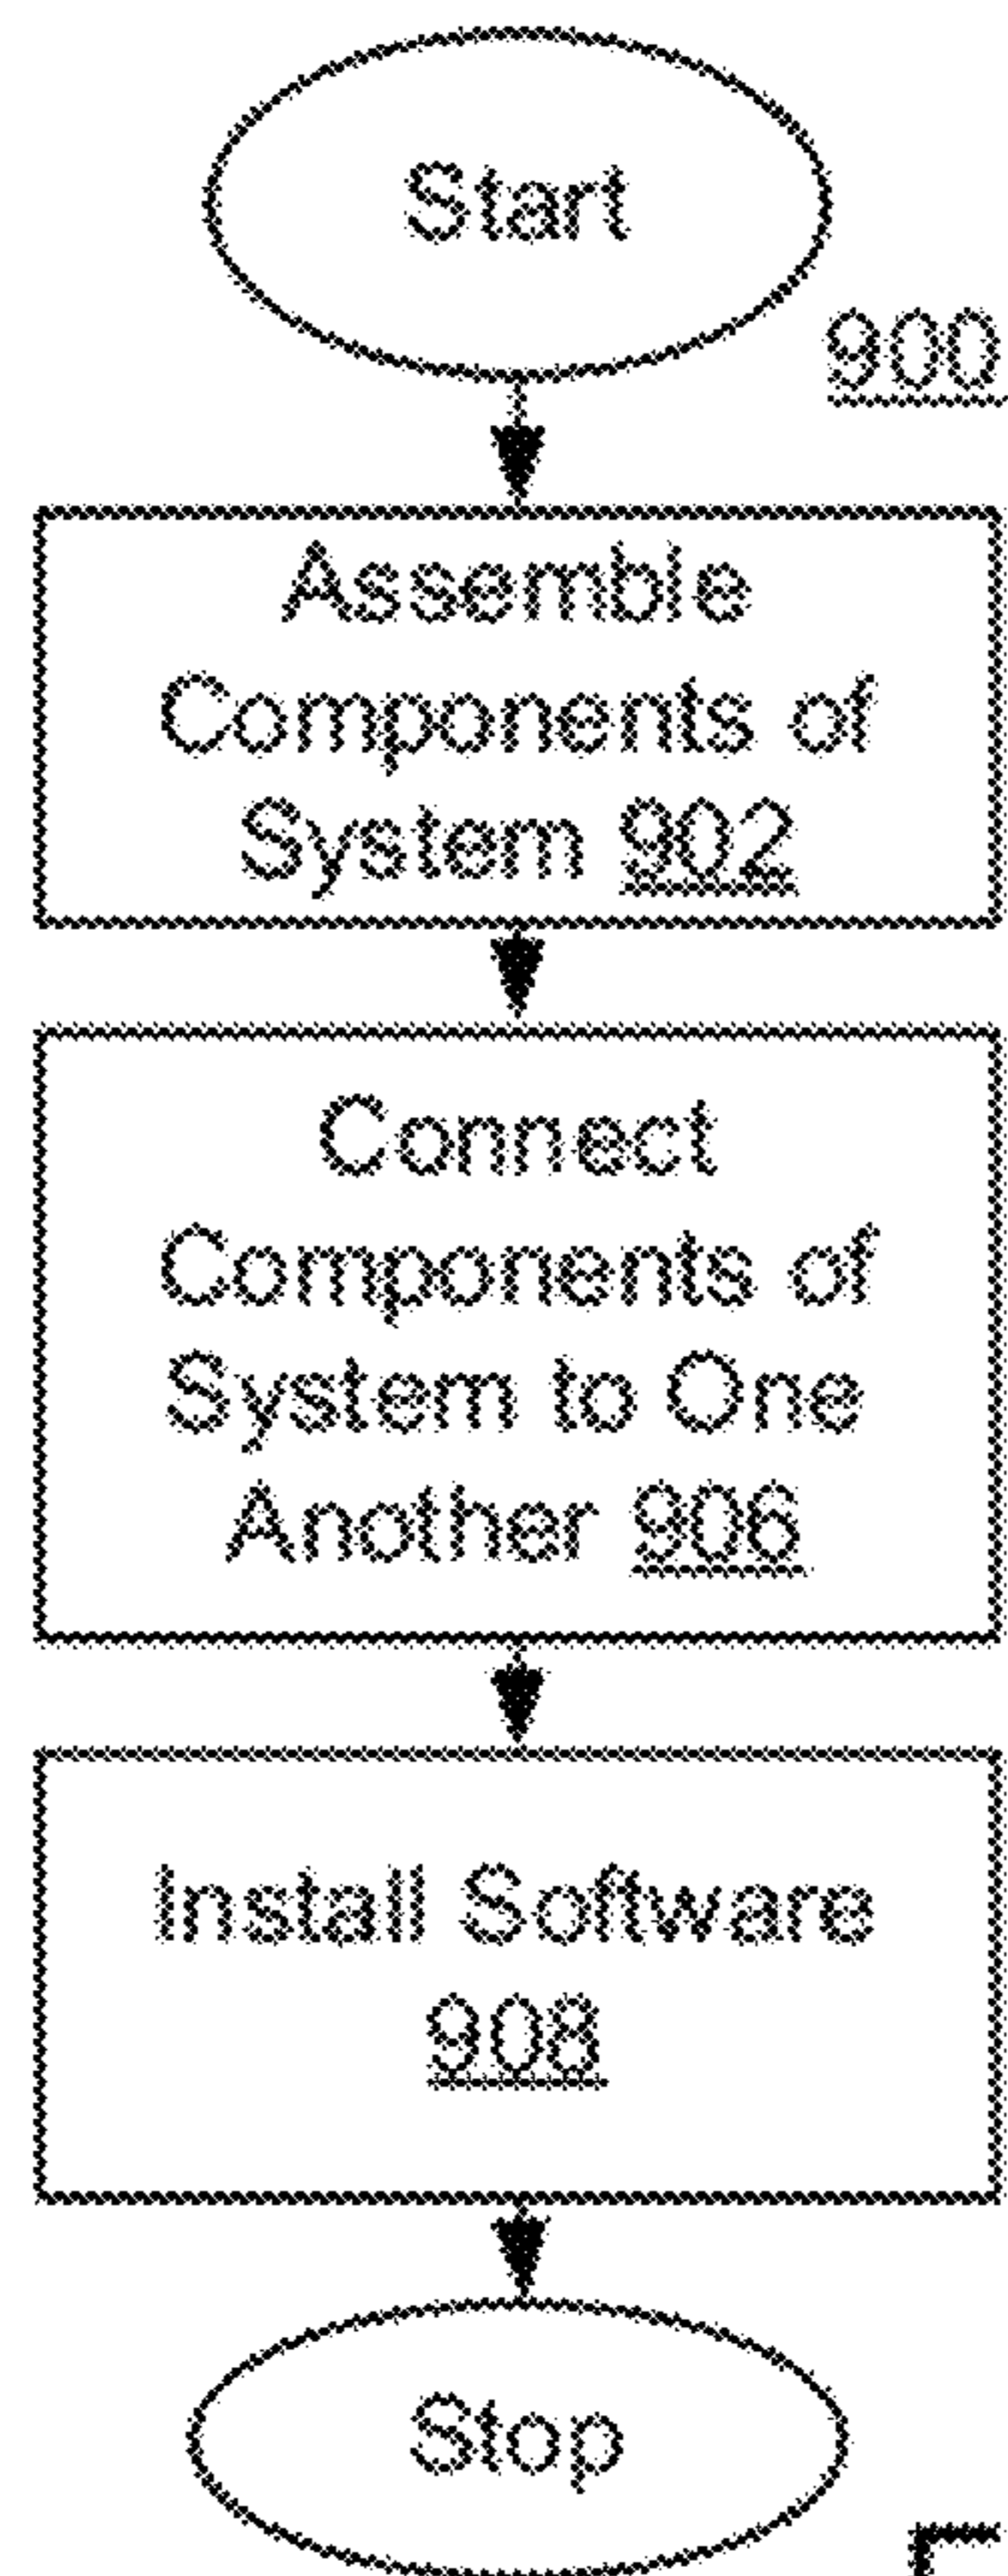 Start
900
Assemble
Components of
System 902
Connect
Components of
System to One
Another 906
Install Software
908
Stop